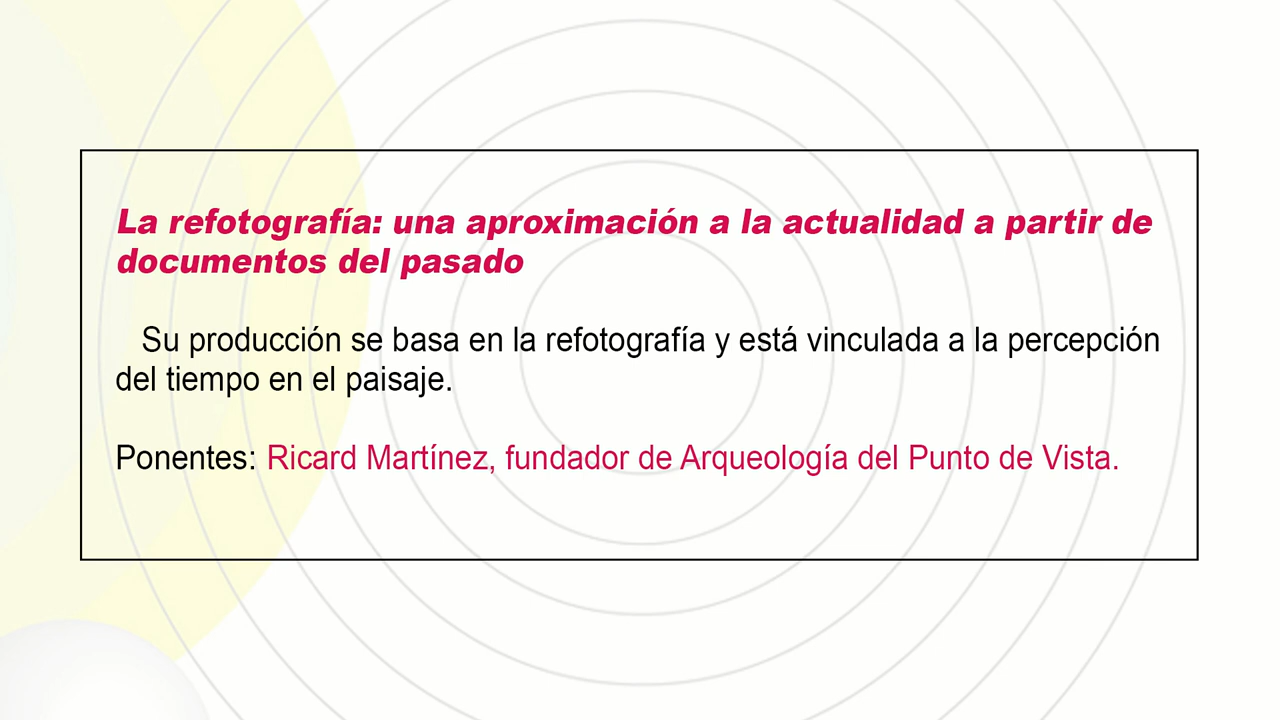 La refotografía: una aproximación a la actualidad a partir de
documentos del pasado
Su producción se basa en la refotografía y está vinculada a la percepción
del tiempo en el paisaje.
Ponentes: Ricard Martínez, fundador de Arqueología del Punto de Vista.